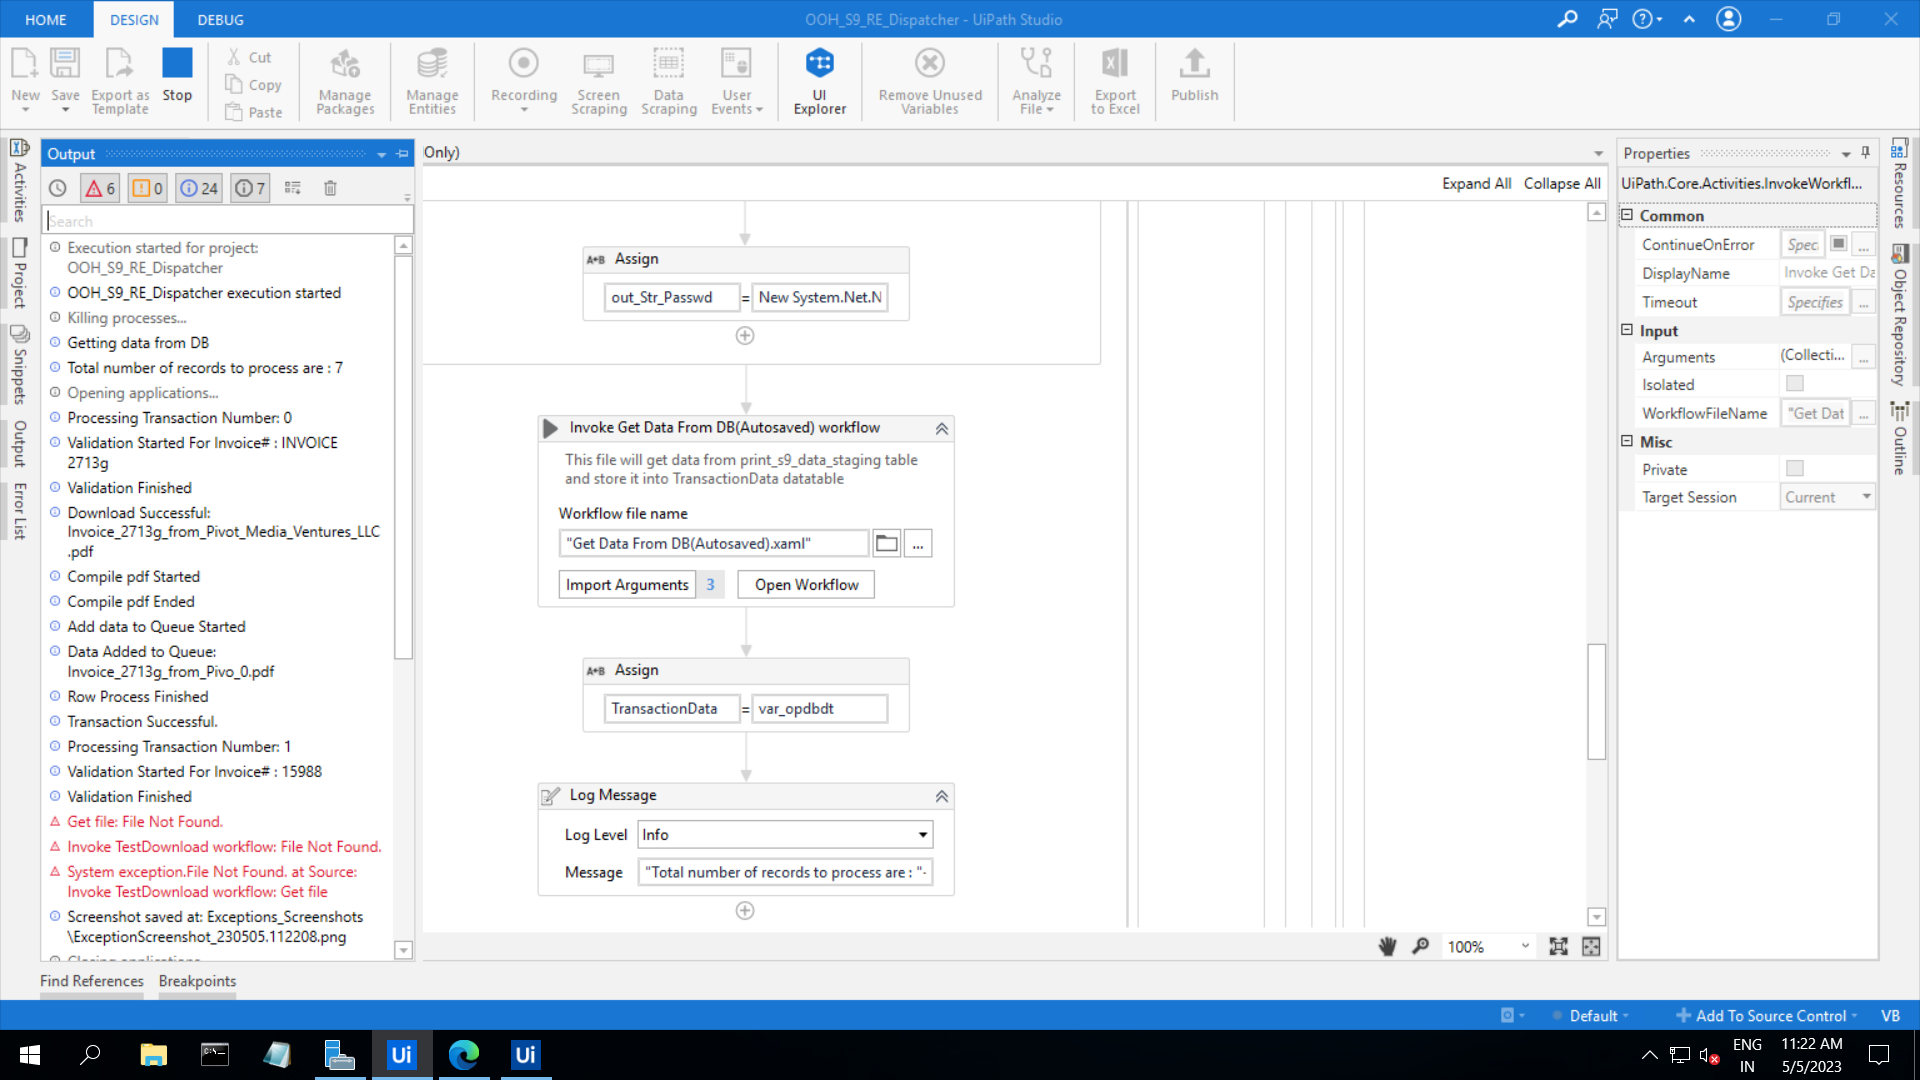 HOME
DESIGN
DEBUG
OOH_S9_RE_Dispatcher - UiPath Studio
New
Save
Export as
Template
Stop
Cut
Copy
Paste
Manage
Packages
Manage
Entities
Recording
Screen
Scraping
Data
Scraping
User
Events
UI
Explorer
Remove Unused
Variables
Analyze
File
Export
to Excel
Publish
Activities
Project
Snippets
Output
Error List
Output
6
0
24
7
Search
Execution started for project:
OOH_S9_RE_Dispatcher
OOH_S9_RE_Dispatcher execution started
Killing processes...
Getting data from DB
Total number of records to process are : 7
Opening applications...
Processing Transaction Number: 0
Validation Started For Invoice# : INVOICE
2713g
Validation Finished
Download Successful:
Invoice_2713g_from_Pivot_Media_Ventures_LLC
.pdf
Compile pdf Started
Compile pdf Ended
Add data to Queue Started
Data Added to Queue:
Invoice_2713g_from_Pivo_0.pdf
Row Process Finished
Transaction Successful.
Processing Transaction Number: 1
Validation Started For Invoice# : 15988
Validation Finished
Get file: File Not Found.
Invoke TestDownload workflow: File Not Found.
System exception.File Not Found. at Source:
Invoke TestDownload workflow: Get file
Screenshot saved at: Exceptions_Screenshots
\ExceptionScreenshot_230505.112208.png
Closing applications...
Find References
Breakpoints
Only)
Expand All
Collapse All
A+B Assign
out_Str_Passwd = New System.Net.N
Invoke Get Data From DB(Autosaved) workflow
This file will get data from print_s9_data_staging table
and store it into TransactionData datatable
Workflow file name
"Get Data From DB(Autosaved).xaml"
...
Import Arguments 3
Open Workflow
A+B Assign
TransactionData = var_opdbdt
Log Message
Log Level Info
Message "Total number of records to process are : "-
100%
Properties
UiPath.Core.Activities.InvokeWorkfl...
Common
ContinueOnError Spec ...
DisplayName Invoke Get Da
Timeout Specifies ...
Input
Arguments (Collecti... ...
Isolated
WorkflowFileName "Get Dat ...
Misc
Private
Target Session Current
Resources
Object Repository
Outline
Default
Add To Source Control
VB
Ui
Ui
ENG
IN
11:22 AM
5/5/2023